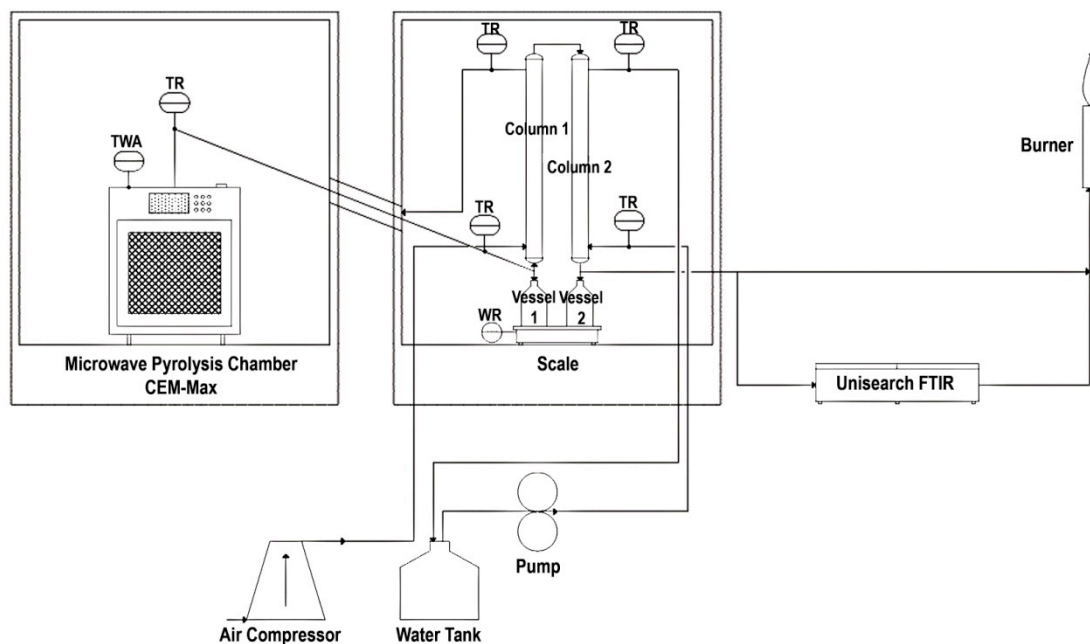 TR
TR
TR
TWA
Column 1
Column 2
Burner
TR
TR
Vessel
1
Vessel
2
WR
Microwave Pyrolysis Chamber
CEM-Max
Scale
Unisearch FTIR
Pump
Air Compressor
Water Tank